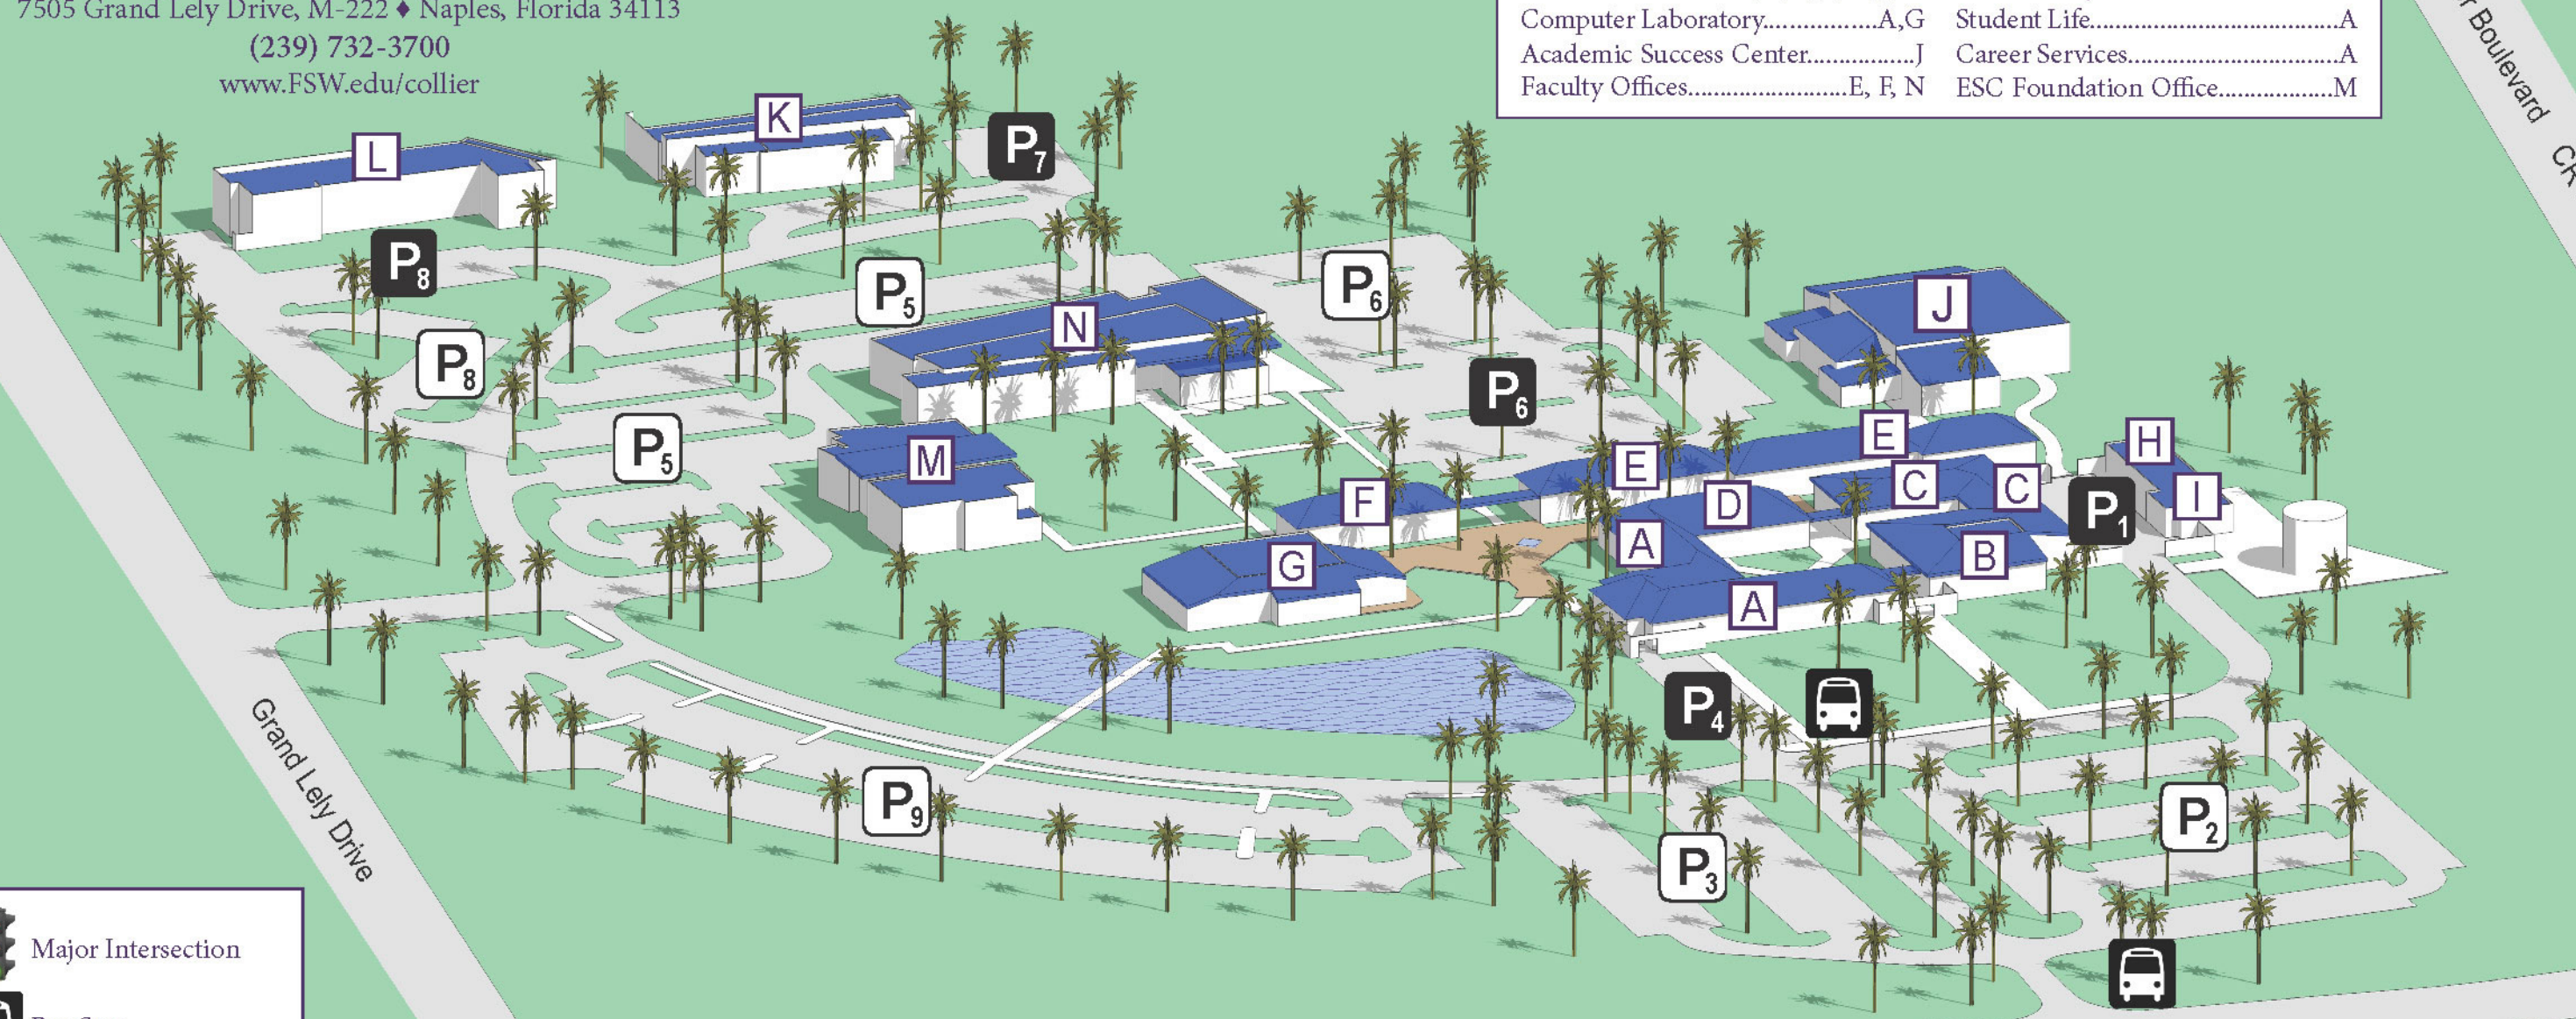 7505 Grand Lely Drive, M-222 ♦ Naples, Florida 34113
(239) 732-3700
www.FSW.edu/collier
Computer Laboratory.................A,G
Academic Success Center................J
Faculty Offices........................E, F, N
Student Life.....................................A
Career Services................................A
ESC Foundation Office.................M
Boulevard
CR
K
L
P7
P8
P5
P6
N
J
P8
P6
P5
M
E
E
H
F
D
C
C
I
P1
A
G
B
A
P4
Grand Lely Drive
P9
P2
P3
Major Intersection